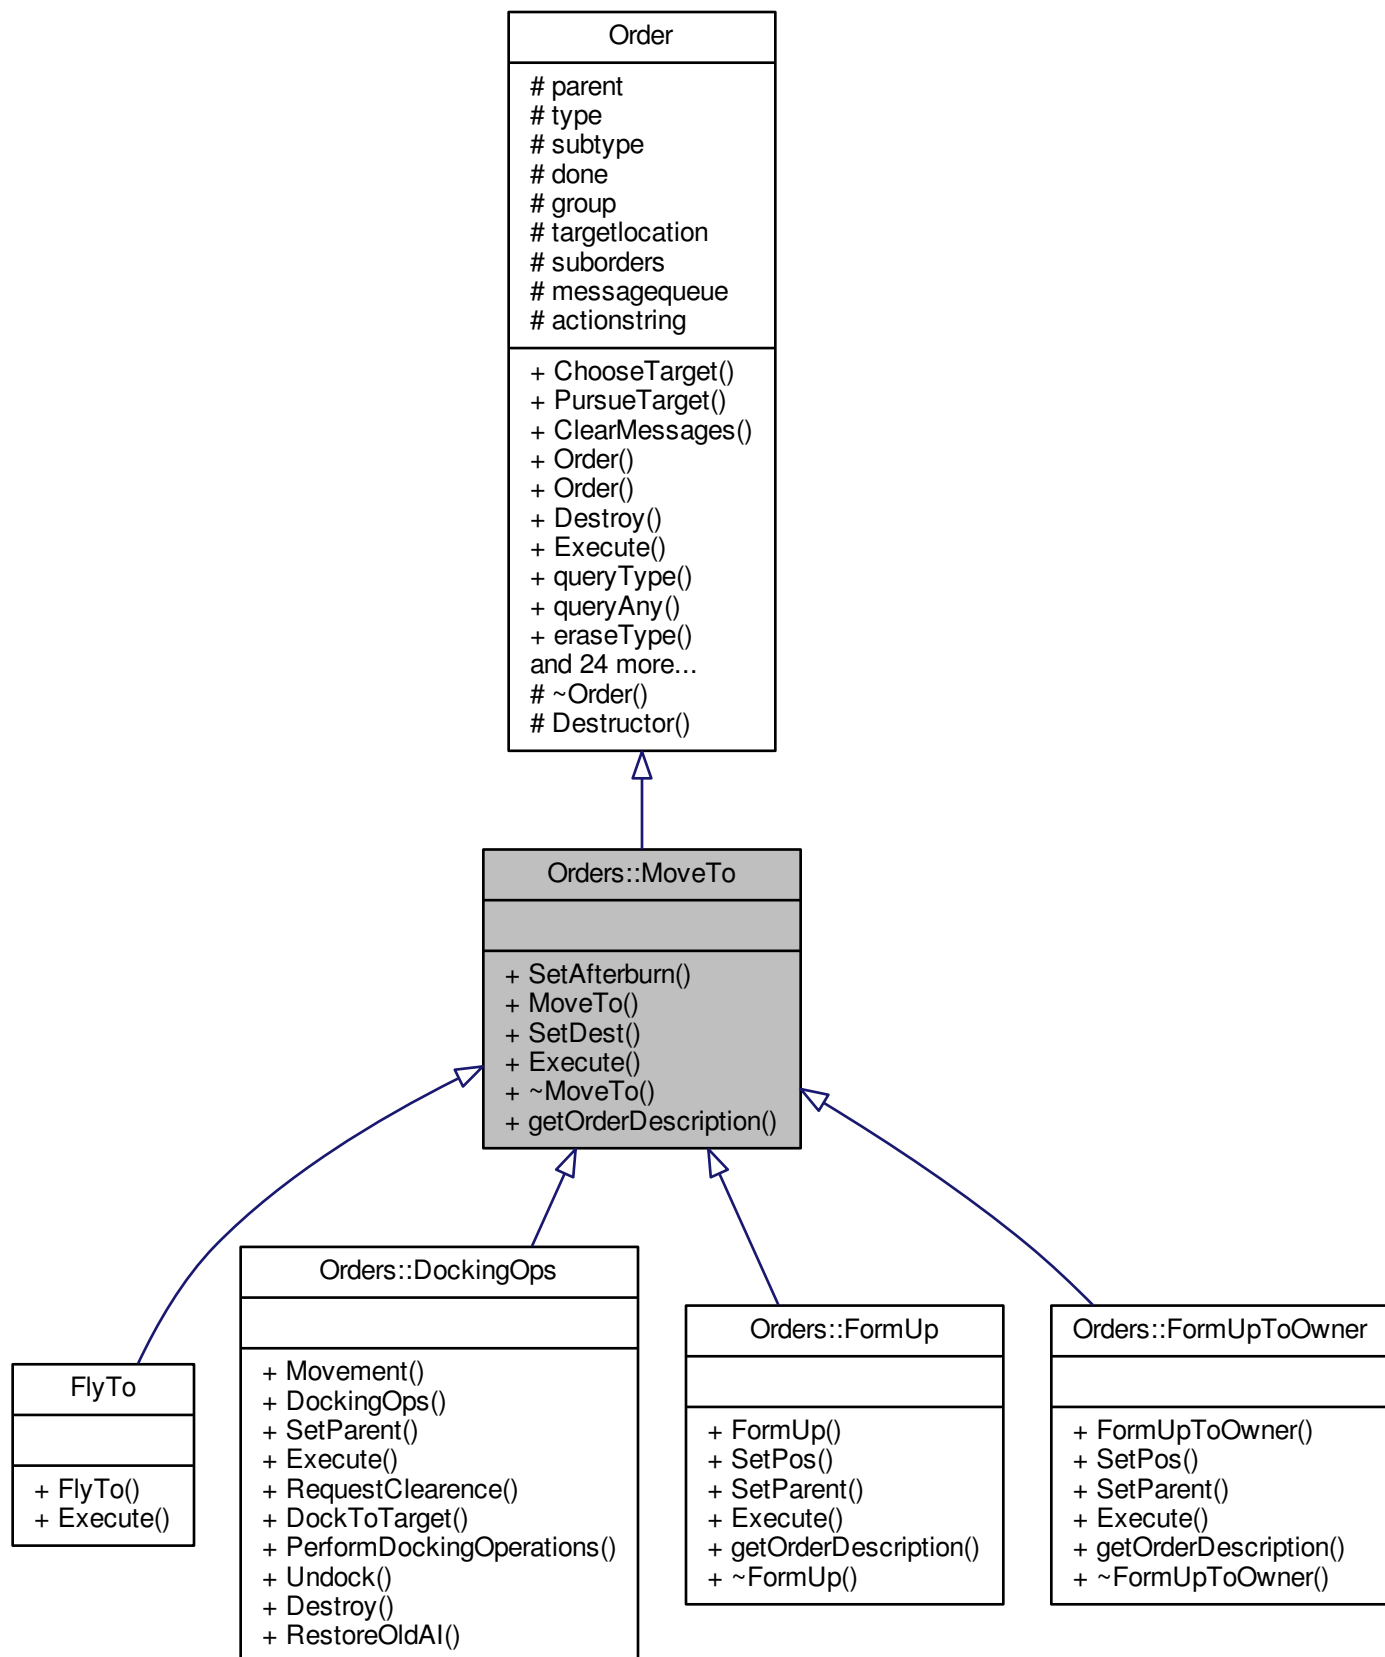 Order
# parent
# type
# subtype
# done
# group
# targetlocation
# suborders
# messagequeue
# actionstring
+ ChooseTarget()
+ PursueTarget()
+ ClearMessages()
+ Order()
+ Order()
+ Destroy()
+ Execute()
+ queryType()
+ queryAny()
+ eraseType()
and 24 more...
# ~Order()
# Destructor()
Orders::MoveTo
+ SetAfterburn()
+ MoveTo()
+ SetDest()
+ Execute()
+ ~MoveTo()
+ getOrderDescription()
FlyTo
+ FlyTo()
+ Execute()
Orders::DockingOps
+ Movement()
+ DockingOps()
+ SetParent()
+ Execute()
+ RequestClearence()
+ DockToTarget()
+ PerformDockingOperations()
+ Undock()
+ Destroy()
+ RestoreOldAI()
Orders::FormUp
+ FormUp()
+ SetPos()
+ SetParent()
+ Execute()
+ getOrderDescription()
+ ~FormUp()
Orders::FormUpToOwner
+ FormUpToOwner()
+ SetPos()
+ SetParent()
+ Execute()
+ getOrderDescription()
+ ~FormUpToOwner()